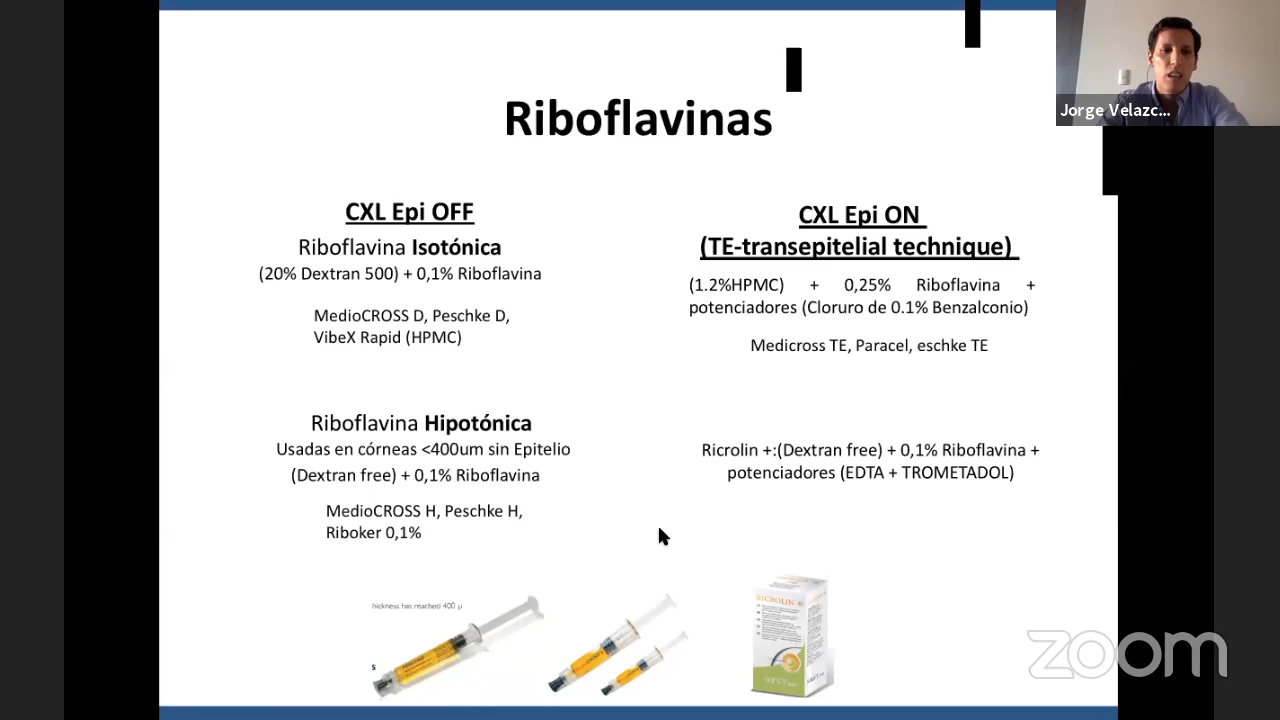 Riboflavinas
CXL Epi OFF
Riboflavina Isotónica
(20% Dextran 500) + 0,1% Riboflavina
MedioCROSS D, Peschke D,
VibeX Rapid (HPMC)
Riboflavina Hipotónica
Usadas en córneas <400um sin Epitelio
(Dextran free) + 0,1% Riboflavina
MedioCROSS H, Peschke H,
Riboker 0,1%
CXL Epi ON
(TE-transepitelial technique)
(1.2%HPMC) + 0,25% Riboflavina +
potenciadores (Cloruro de 0.1% Benzalconio)
Medicross TE, Paracel, eschke TE
Ricrolin +:(Dextran free) + 0,1% Riboflavina +
potenciadores (EDTA + TROMETADOL)
hickness has reached 400 µ
s
RICROLIN +
Jorge Velazc...
zoom